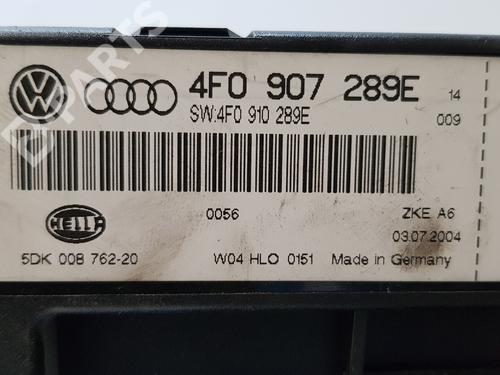 B-PARTS
4F0 907 289E
14
SW:4F0 910 289E
009
0056
ZKE A6
HELLA
03.07.2004
5DK 008 762-20
W04 HLO 0151
Made in Germany